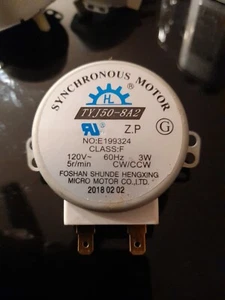 SYNCHRONOUS MOTOR
HL
TYJ50-8A2
Z.P
G
NO:E199324
CLASS:F
120V~ 60Hz 3W
5r/min CW/CCW
FOSHAN SHUNDE HENGXING
MICRO MOTOR CO.,LTD.
2018 02 02